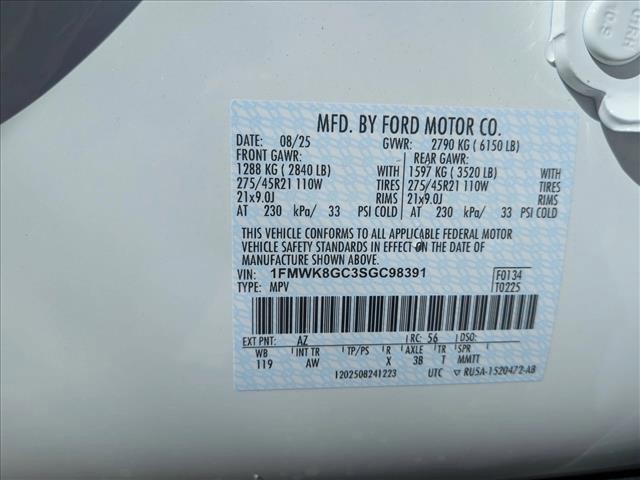 MFD. BY FORD MOTOR CO.
DATE: 08/25 GVWR: 2790 KG ( 6150 LB)
FRONT GAWR: REAR GAWR:
1288 KG ( 2840 LB) WITH 1597 KG ( 3520 LB) WITH
275/45R21 110W TIRES 275/45R21 110W TIRES
21x9.0J RIMS 21x9.0J RIMS
AT 230 kPa/ 33 PSI COLD AT 230 kPa/ 33 PSI COLD
THIS VEHICLE CONFORMS TO ALL APPLICABLE FEDERAL MOTOR
VEHICLE SAFETY STANDARDS IN EFFECT ON THE DATE OF
MANUFACTURE SHOWN ABOVE.
VIN: 1FMWK8GC3SGC98391 F0134
TYPE: MPV T0225
EXT PNT: AZ RC: 56 DSO:
WB INT TR TP/PS R AXLE TR SPR
119 AW X 3B T MMTT
1202508241223 UTC ▽ RU5A-1520472-AB